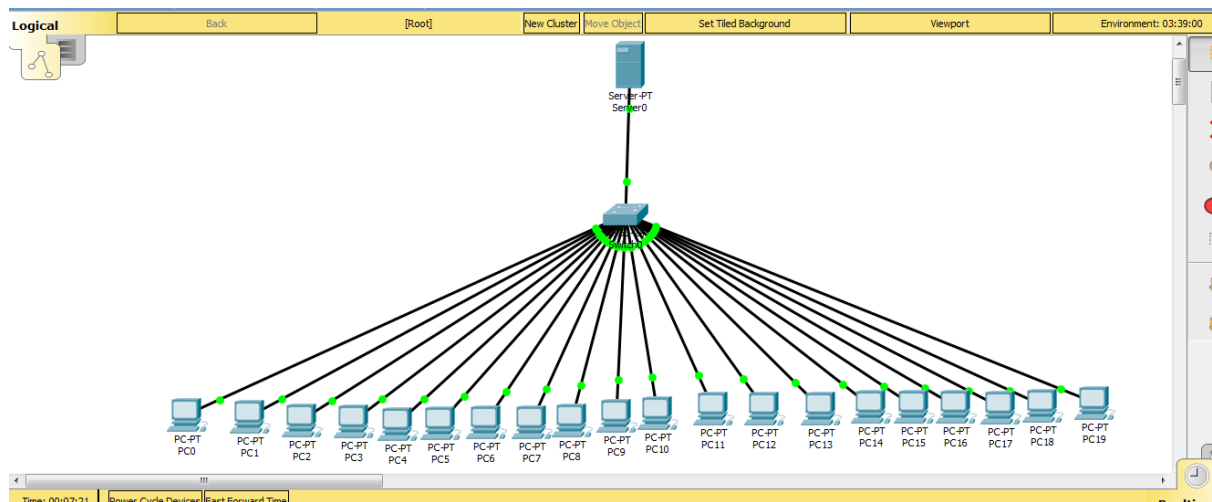 Logical
Back
[Root]
New Cluster
Move Object
Set Tiled Background
Viewport
Environment: 03:39:00
Server-PT
Server0
Switch0
PC-PT
PC0
PC-PT
PC1
PC-PT
PC2
PC-PT
PC3
PC-PT
PC4
PC-PT
PC5
PC-PT
PC6
PC-PT
PC7
PC-PT
PC8
PC-PT
PC9
PC-PT
PC10
PC-PT
PC11
PC-PT
PC12
PC-PT
PC13
PC-PT
PC14
PC-PT
PC15
PC-PT
PC16
PC-PT
PC17
PC-PT
PC18
PC-PT
PC19
Time: 00:07:21
Power Cycle Devices
Fast Forward Time